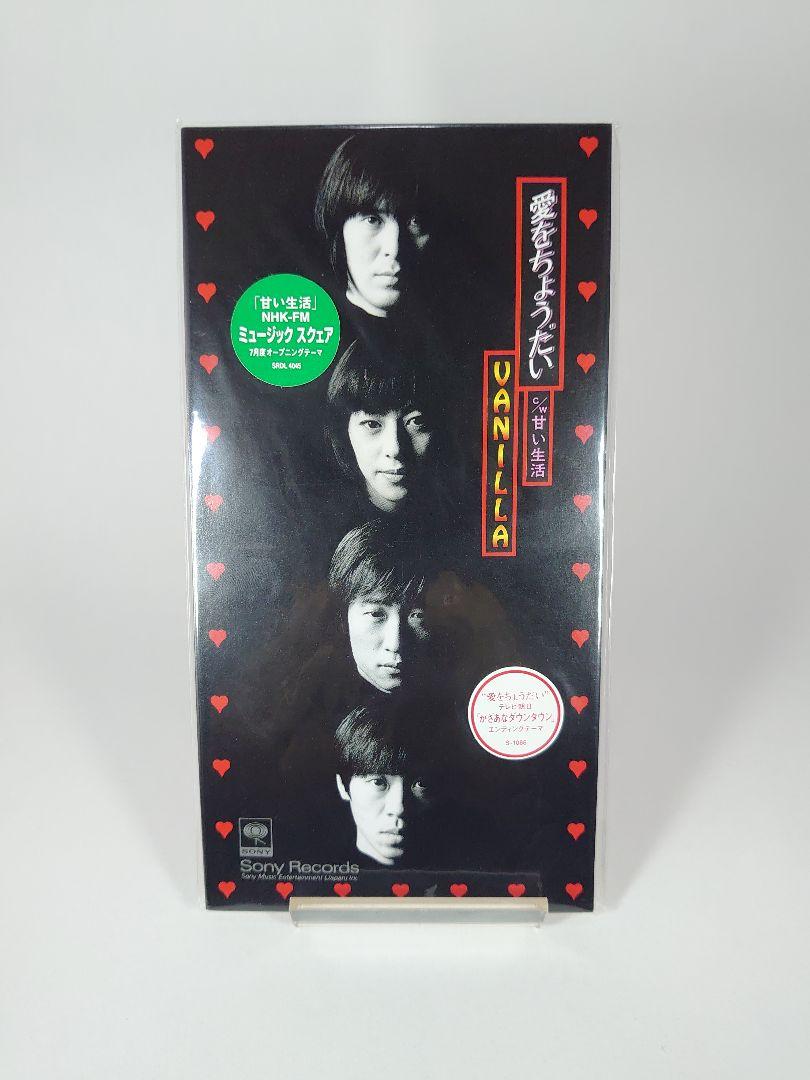 愛をちょうだい
c/w 甘い生活
VANILLA
「甘い生活」
NHK-FM
ミュージック スクェア
7月度オープニングテーマ
SRDL 4045
"愛をちょうだい"
テレビ朝日
「かざあなダウンタウン」
エンディングテーマ
S-1086
SONY
Sony Records
Sony Music Entertainment (Japan) Inc.